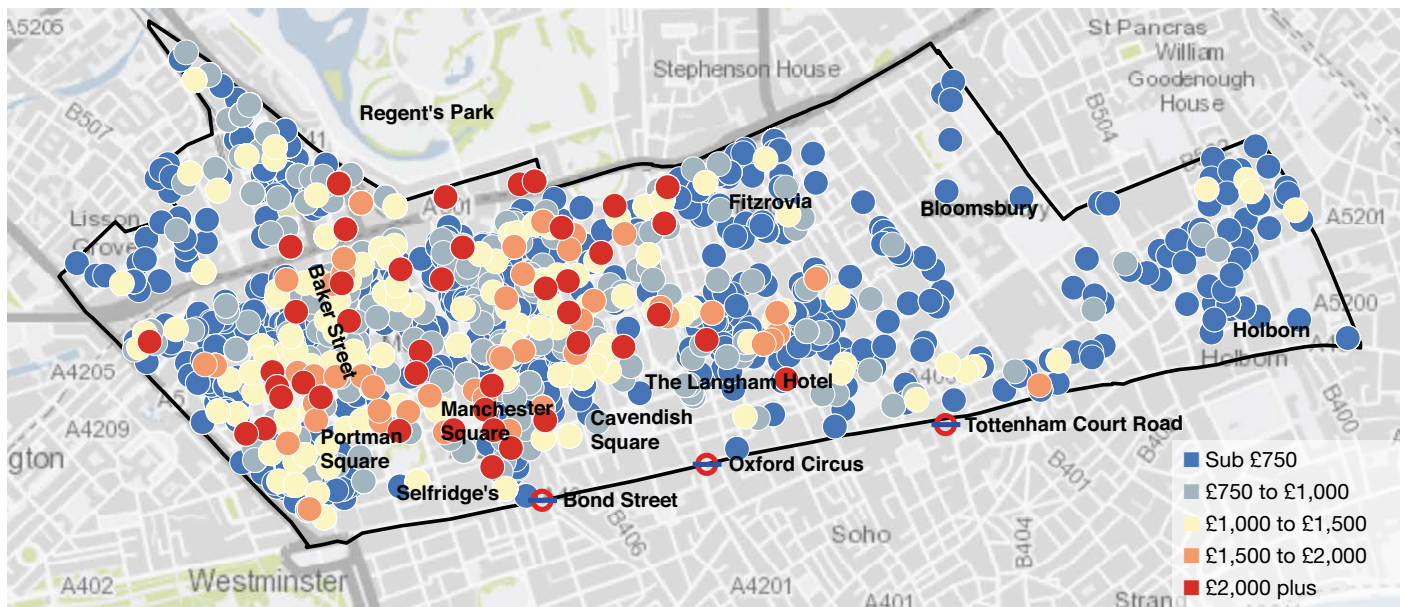 A5205
St Pancras
William
Goodenough
House
Stephenson House
Regent's Park
B507
B504
41
Lisson
Grove
A501
Fitzrovia
Bloomsbury
A5201
Baker Street
A5200
Holborn
Holborn
A4205
The Langham Hotel
Manchester
Square
Cavendish
Square
B400
A4209
Portman
Square
Tottenham Court Road
gton
Oxford Circus
B401
Selfridge's
Bond Street
B406
Soho
B404
A402
Westminster
A4201
A401
Strand
Sub £750
£750 to £1,000
£1,000 to £1,500
£1,500 to £2,000
£2,000 plus